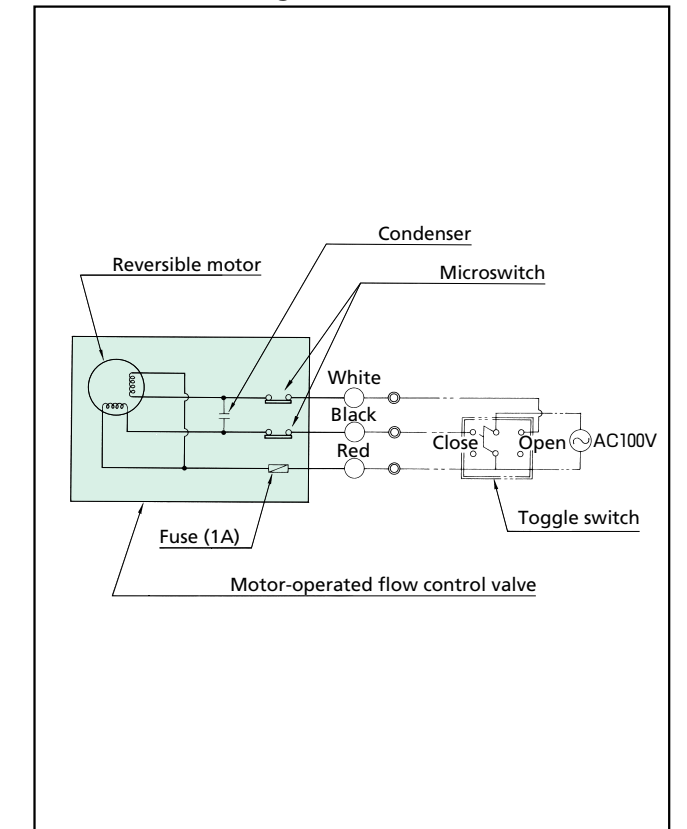 Condenser
Reversible motor
Microswitch
White
Black
Close
Open
AC100V
Red
Toggle switch
Fuse (1A)
Motor-operated flow control valve